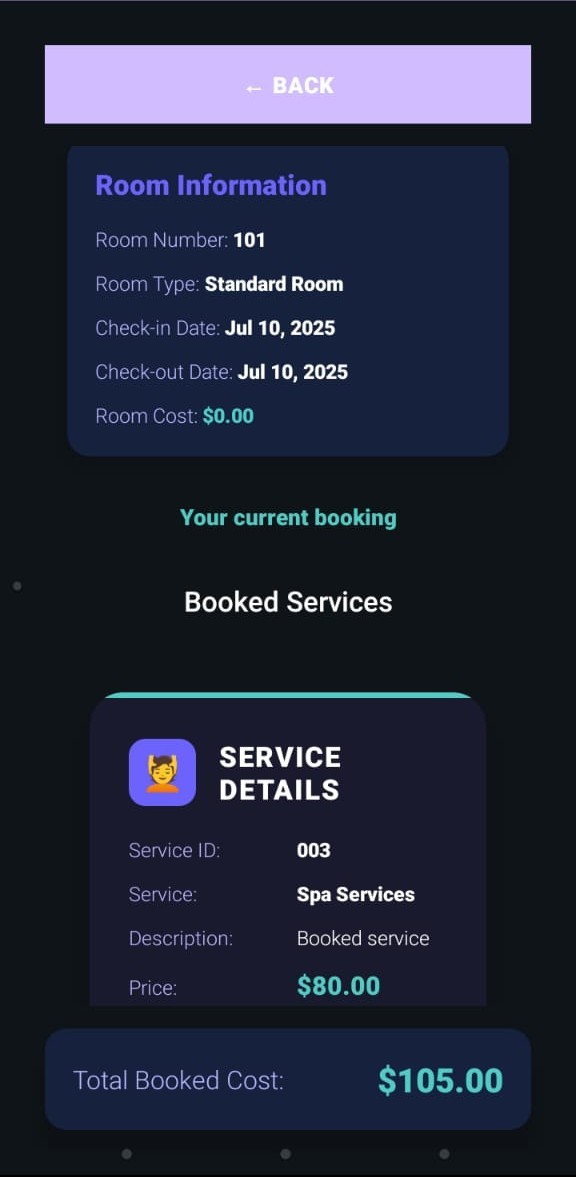 ← BACK
Room Information
Room Number: 101
Room Type: Standard Room
Check-in Date: Jul 10, 2025
Check-out Date: Jul 10, 2025
Room Cost: $0.00
Your current booking
Booked Services
SERVICE
DETAILS
Service ID: 003
Service: Spa Services
Description: Booked service
Price: $80.00
Total Booked Cost: $105.00